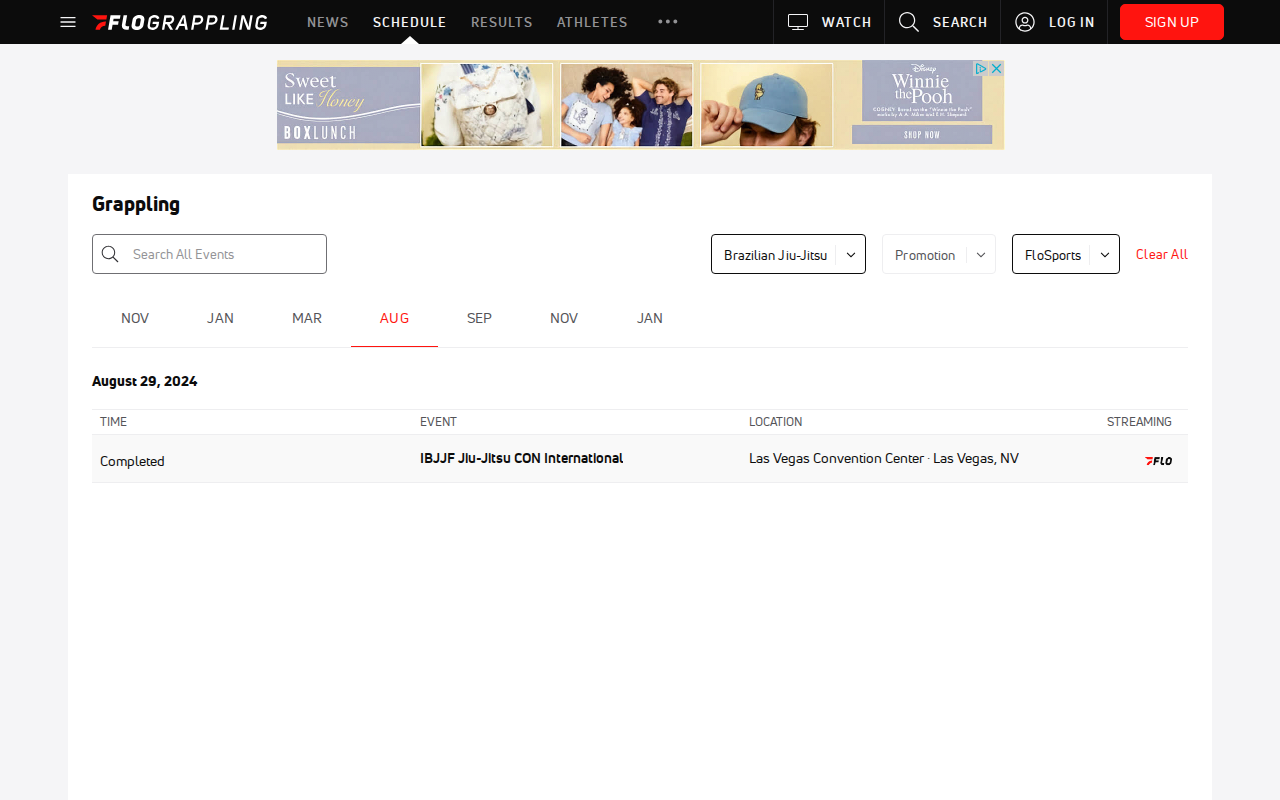 FLOGRAPPLING NEWS SCHEDULE RESULTS ATHLETES WATCH SEARCH LOG IN SIGN UP
Sweet
LIKE Honey
BOXLUNCH
Disney
Winnie
the Pooh
SHOP NOW
Grappling
Search All Events Brazilian Jiu-Jitsu Promotion FloSports Clear All
NOV JAN MAR AUG SEP NOV JAN
August 29, 2024
TIME EVENT LOCATION STREAMING
Completed IBJJF Jiu-Jitsu CON International Las Vegas Convention Center · Las Vegas, NV FLO